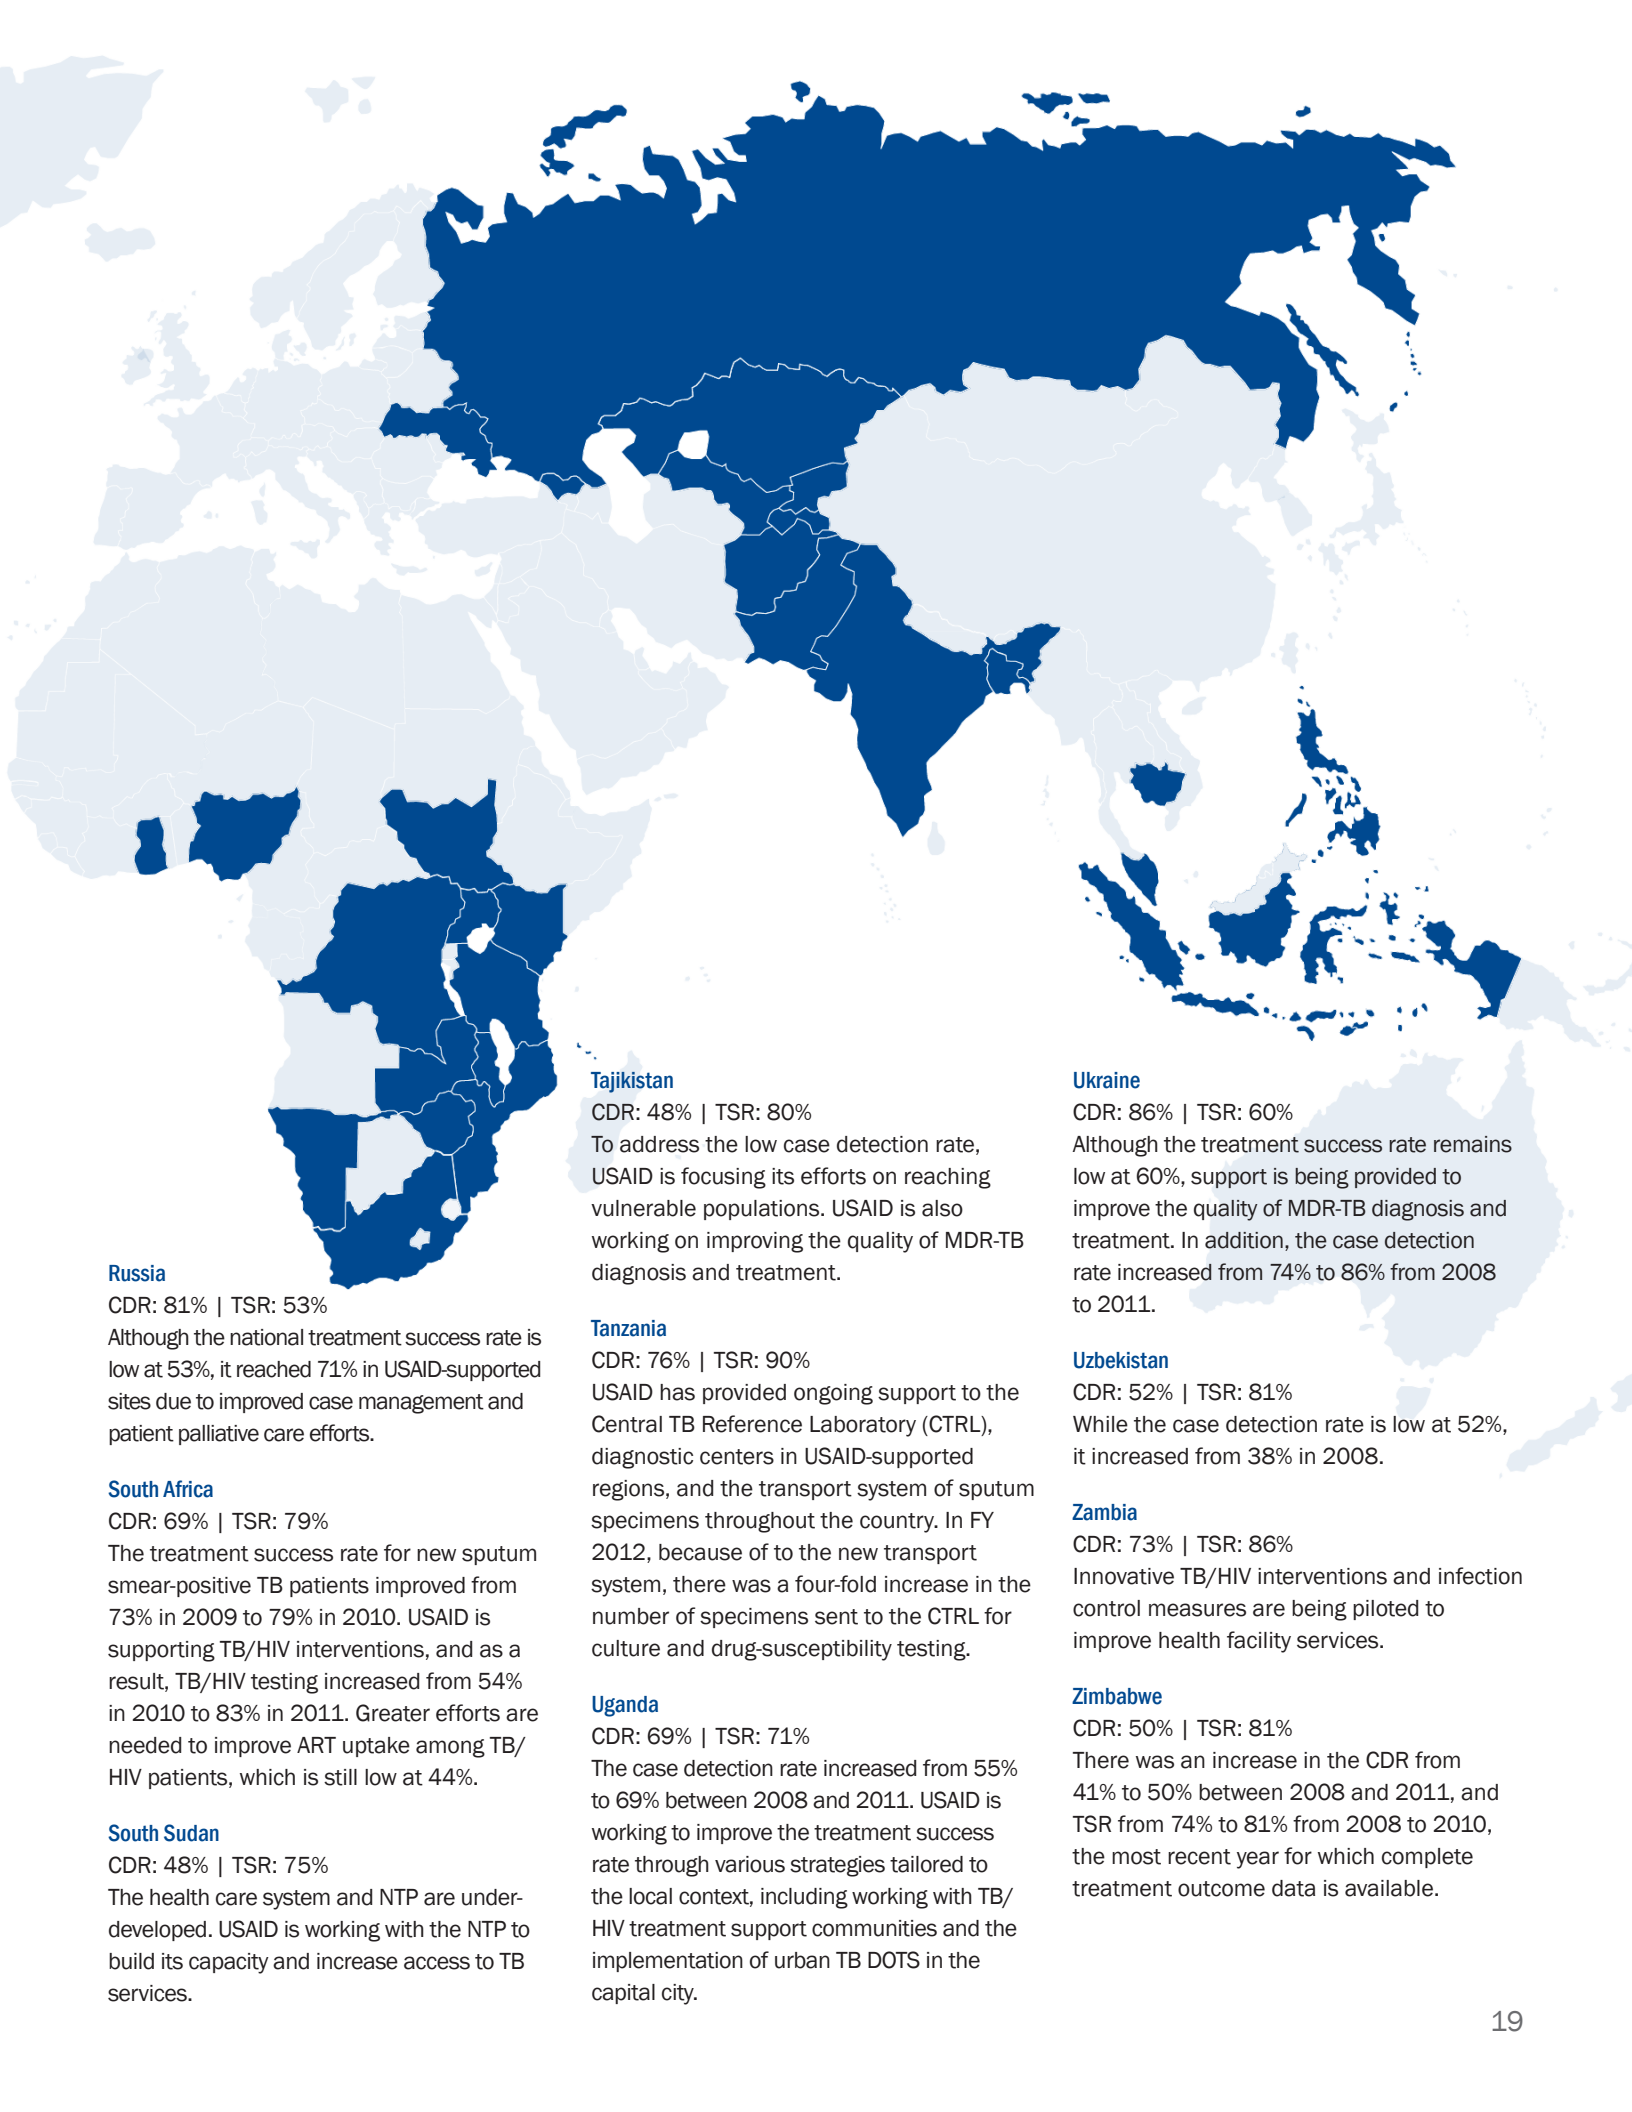 Russia
CDR: 81% | TSR: 53%
Although the national treatment success rate is
low at 53%, it reached 71% in USAID-supported
sites due to improved case management and
patient palliative care efforts.
South Africa
CDR: 69% | TSR: 79%
The treatment success rate for new sputum
smear-positive TB patients improved from
73% in 2009 to 79% in 2010. USAID is
supporting TB/HIV interventions, and as a
result, TB/HIV testing increased from 54%
in 2010 to 83% in 2011. Greater efforts are
needed to improve ART uptake among TB/
HIV patients, which is still low at 44%.
South Sudan
CDR: 48% | TSR: 75%
The health care system and NTP are under-
developed. USAID is working with the NTP to
build its capacity and increase access to TB
services.
Tajikistan
CDR: 48% | TSR: 80%
To address the low case detection rate,
USAID is focusing its efforts on reaching
vulnerable populations. USAID is also
working on improving the quality of MDR-TB
diagnosis and treatment.
Tanzania
CDR: 76% | TSR: 90%
USAID has provided ongoing support to the
Central TB Reference Laboratory (CTRL),
diagnostic centers in USAID-supported
regions, and the transport system of sputum
specimens throughout the country. In FY
2012, because of to the new transport
system, there was a four-fold increase in the
number of specimens sent to the CTRL for
culture and drug-susceptibility testing.
Uganda
CDR: 69% | TSR: 71%
The case detection rate increased from 55%
to 69% between 2008 and 2011. USAID is
working to improve the treatment success
rate through various strategies tailored to
the local context, including working with TB/
HIV treatment support communities and the
implementation of urban TB DOTS in the
capital city.
Ukraine
CDR: 86% | TSR: 60%
Although the treatment success rate remains
low at 60%, support is being provided to
improve the quality of MDR-TB diagnosis and
treatment. In addition, the case detection
rate increased from 74% to 86% from 2008
to 2011.
Uzbekistan
CDR: 52% | TSR: 81%
While the case detection rate is low at 52%,
it increased from 38% in 2008.
Zambia
CDR: 73% | TSR: 86%
Innovative TB/HIV interventions and infection
control measures are being piloted to
improve health facility services.
Zimbabwe
CDR: 50% | TSR: 81%
There was an increase in the CDR from
41% to 50% between 2008 and 2011, and
TSR from 74% to 81% from 2008 to 2010,
the most recent year for which complete
treatment outcome data is available.
19